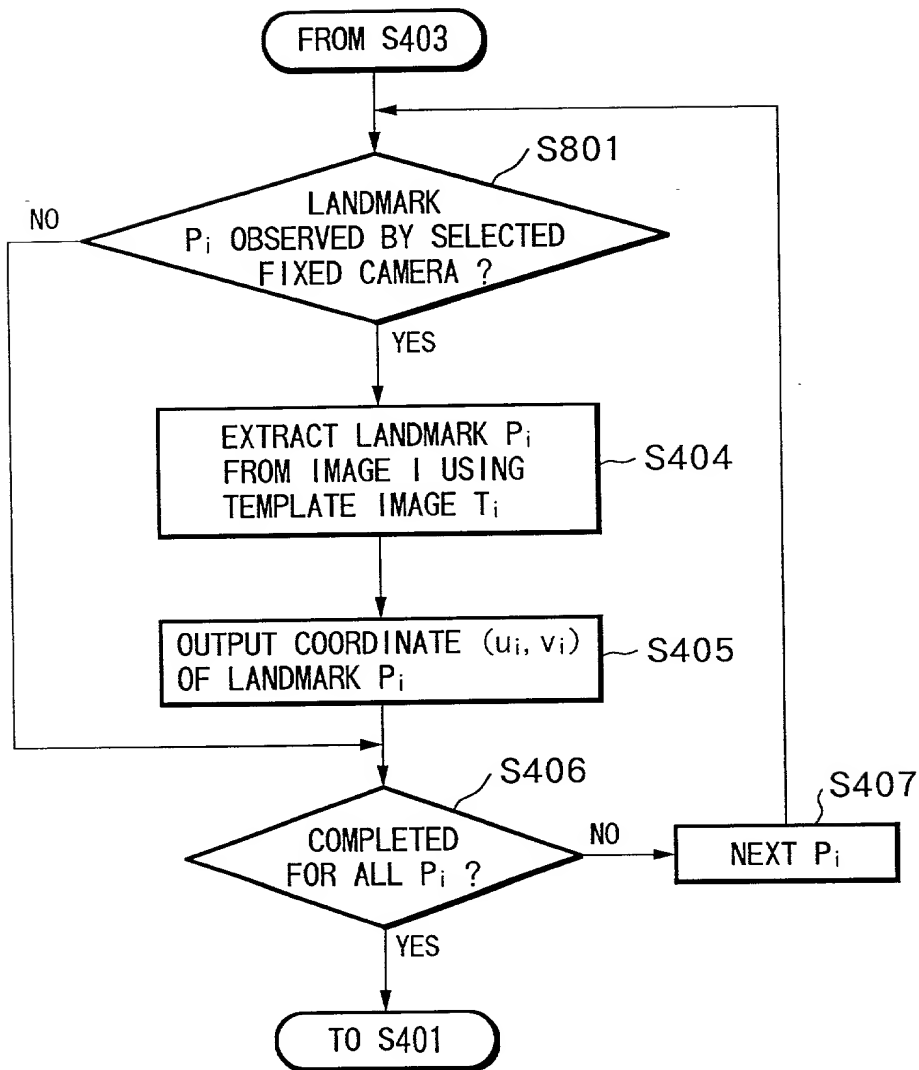 FROM S403
S801
LANDMARK
Pi OBSERVED BY SELECTED
FIXED CAMERA ?
NO
YES
EXTRACT LANDMARK Pi
FROM IMAGE I USING
TEMPLATE IMAGE Ti
S404
OUTPUT COORDINATE (ui, vi)
OF LANDMARK Pi
S405
S406
COMPLETED
FOR ALL Pi ?
NO
S407
NEXT Pi
YES
TO S401